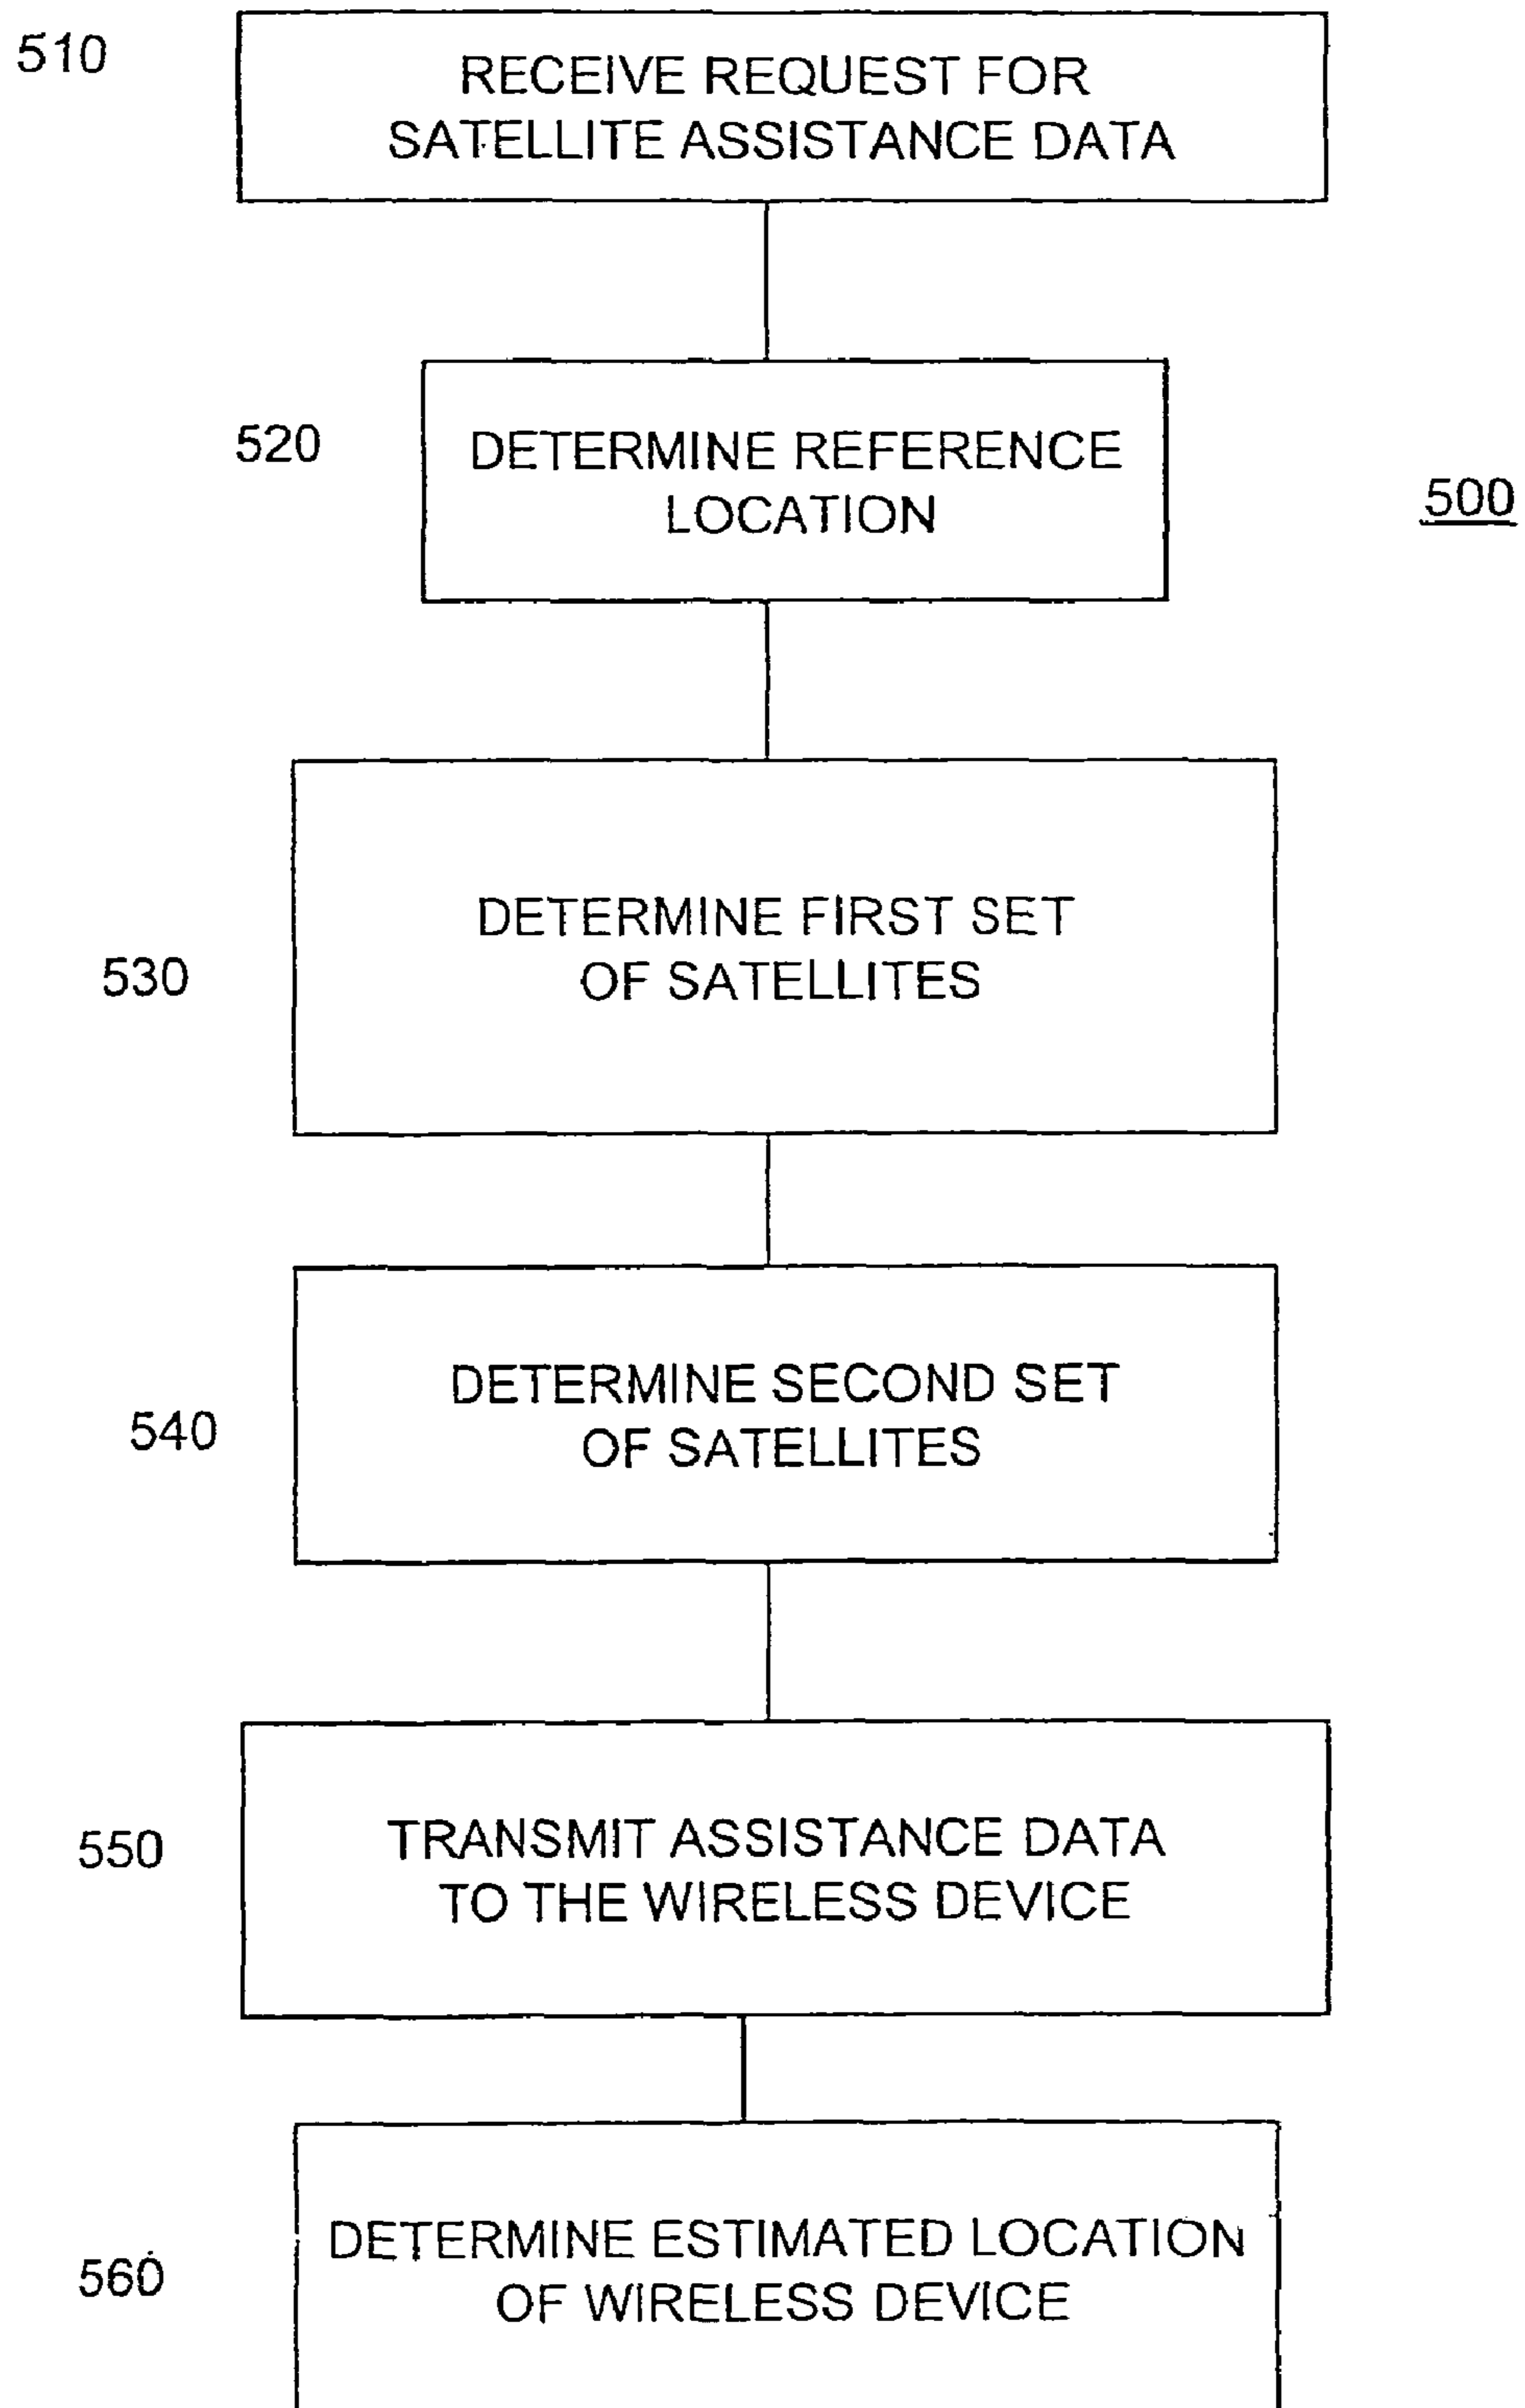 510
RECEIVE REQUEST FOR
SATELLITE ASSISTANCE DATA
520
DETERMINE REFERENCE
LOCATION
500
DETERMINE FIRST SET
OF SATELLITES
530
DETERMINE SECOND SET
OF SATELLITES
540
TRANSMIT ASSISTANCE DATA
TO THE WIRELESS DEVICE
550
DETERMINE ESTIMATED LOCATION
OF WIRELESS DEVICE
560